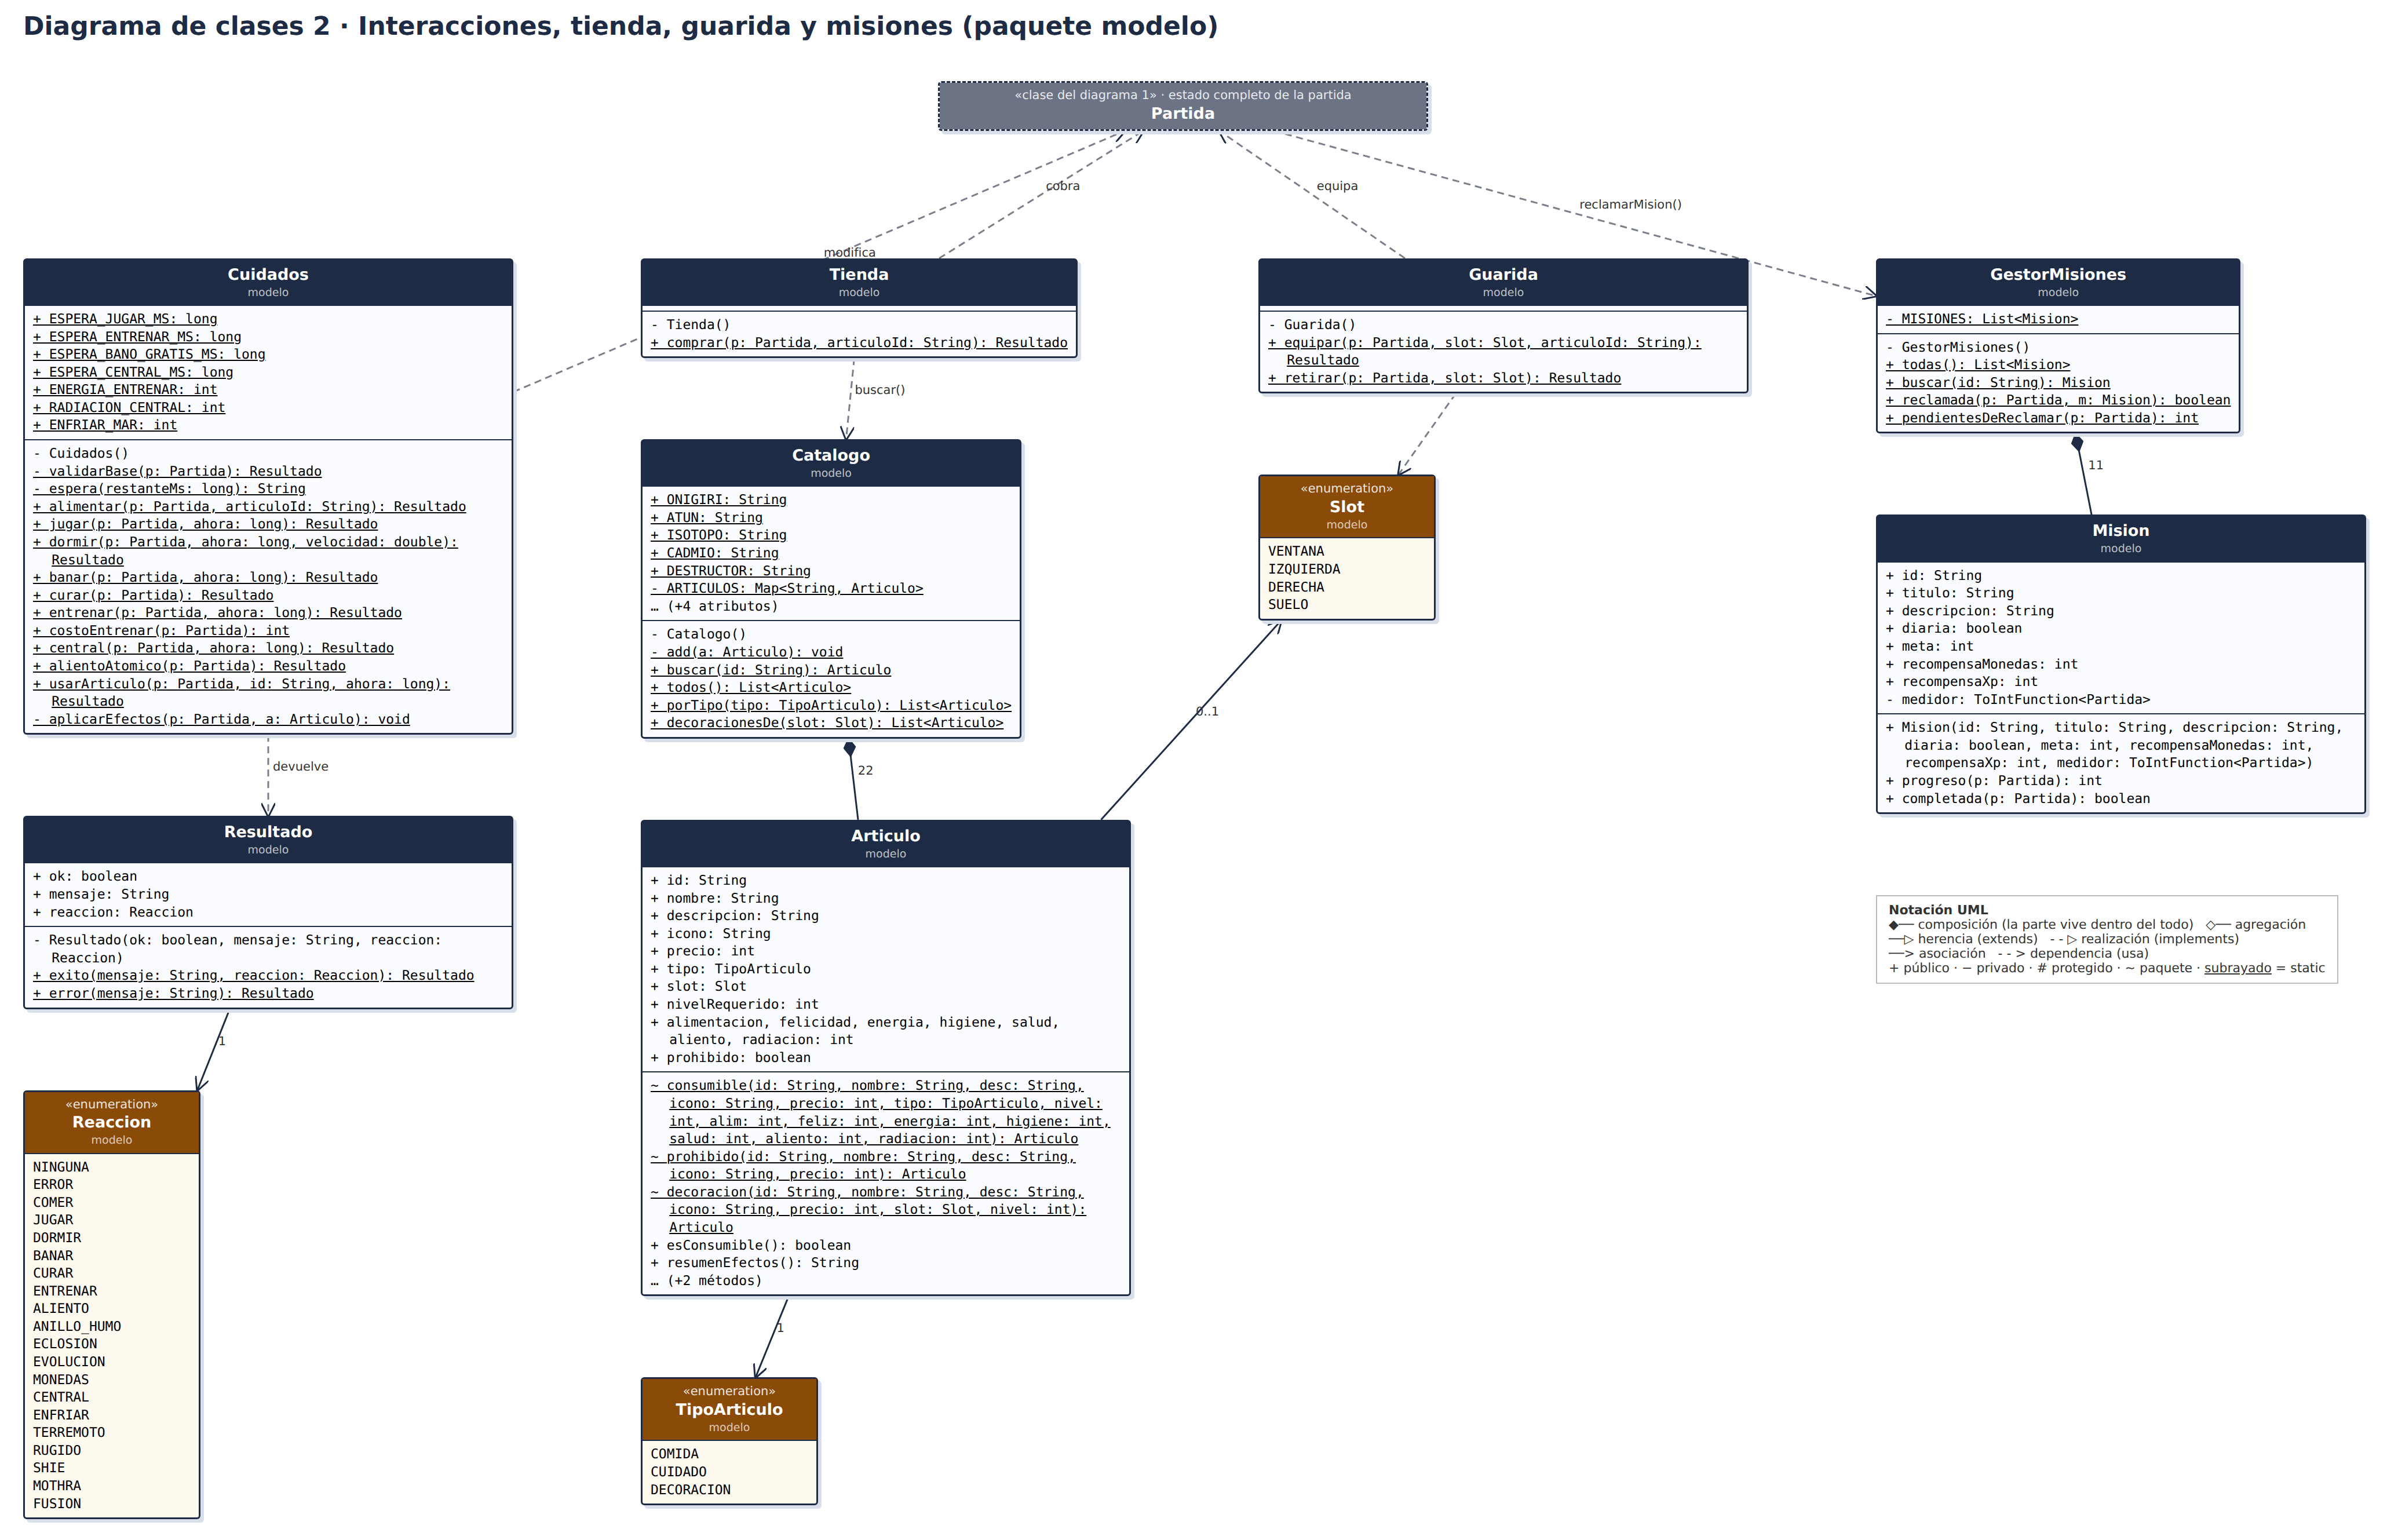 Diagrama de clases 2 · Interacciones, tienda, guarida y misiones (paquete modelo)
«clase del diagrama 1» · estado completo de la partida
Partida
cobra
equipa
reclamarMision()
modifica
Cuidados
modelo
+ ESPERA_JUGAR_MS: long
+ ESPERA_ENTRENAR_MS: long
+ ESPERA_BANO_GRATIS_MS: long
+ ESPERA_CENTRAL_MS: long
+ ENERGIA_ENTRENAR: int
+ RADIACION_CENTRAL: int
+ ENFRIAR_MAR: int
- Cuidados()
- validarBase(p: Partida): Resultado
- espera(restanteMs: long): String
+ alimentar(p: Partida, articuloId: String): Resultado
+ jugar(p: Partida, ahora: long): Resultado
+ dormir(p: Partida, ahora: long, velocidad: double):
Resultado
+ banar(p: Partida, ahora: long): Resultado
+ curar(p: Partida): Resultado
+ entrenar(p: Partida, ahora: long): Resultado
+ costoEntrenar(p: Partida): int
+ central(p: Partida, ahora: long): Resultado
+ alientoAtomico(p: Partida): Resultado
+ usarArticulo(p: Partida, id: String, ahora: long):
Resultado
- aplicarEfectos(p: Partida, a: Articulo): void
devuelve
Resultado
modelo
+ ok: boolean
+ mensaje: String
+ reaccion: Reaccion
- Resultado(ok: boolean, mensaje: String, reaccion:
Reaccion)
+ exito(mensaje: String, reaccion: Reaccion): Resultado
+ error(mensaje: String): Resultado
1
«enumeration»
Reaccion
modelo
NINGUNA
ERROR
COMER
JUGAR
DORMIR
BANAR
CURAR
ENTRENAR
ALIENTO
ANILLO_HUMO
ECLOSION
EVOLUCION
MONEDAS
CENTRAL
ENFRIAR
TERREMOTO
RUGIDO
SHIE
MOTHRA
FUSION
Tienda
modelo
- Tienda()
+ comprar(p: Partida, articuloId: String): Resultado
buscar()
Catalogo
modelo
+ ONIGIRI: String
+ ATUN: String
+ ISOTOPO: String
+ CADMIO: String
+ DESTRUCTOR: String
- ARTICULOS: Map<String, Articulo>
… (+4 atributos)
- Catalogo()
- add(a: Articulo): void
+ buscar(id: String): Articulo
+ todos(): List<Articulo>
+ porTipo(tipo: TipoArticulo): List<Articulo>
+ decoracionesDe(slot: Slot): List<Articulo>
22
Articulo
modelo
+ id: String
+ nombre: String
+ descripcion: String
+ icono: String
+ precio: int
+ tipo: TipoArticulo
+ slot: Slot
+ nivelRequerido: int
+ alimentacion, felicidad, energia, higiene, salud,
aliento, radiacion: int
+ prohibido: boolean
~ consumible(id: String, nombre: String, desc: String,
icono: String, precio: int, tipo: TipoArticulo, nivel:
int, alim: int, feliz: int, energia: int, higiene: int,
salud: int, aliento: int, radiacion: int): Articulo
~ prohibido(id: String, nombre: String, desc: String,
icono: String, precio: int): Articulo
~ decoracion(id: String, nombre: String, desc: String,
icono: String, precio: int, slot: Slot, nivel: int):
Articulo
+ esConsumible(): boolean
+ resumenEfectos(): String
… (+2 métodos)
1
«enumeration»
TipoArticulo
modelo
COMIDA
CUIDADO
DECORACION
Guarida
modelo
- Guarida()
+ equipar(p: Partida, slot: Slot, articuloId: String):
Resultado
+ retirar(p: Partida, slot: Slot): Resultado
«enumeration»
Slot
modelo
VENTANA
IZQUIERDA
DERECHA
SUELO
0..1
GestorMisiones
modelo
- MISIONES: List<Mision>
- GestorMisiones()
+ todas(): List<Mision>
+ buscar(id: String): Mision
+ reclamada(p: Partida, m: Mision): boolean
+ pendientesDeReclamar(p: Partida): int
11
Mision
modelo
+ id: String
+ titulo: String
+ descripcion: String
+ diaria: boolean
+ meta: int
+ recompensaMonedas: int
+ recompensaXp: int
- medidor: ToIntFunction<Partida>
+ Mision(id: String, titulo: String, descripcion: String,
diaria: boolean, meta: int, recompensaMonedas: int,
recompensaXp: int, medidor: ToIntFunction<Partida>)
+ progreso(p: Partida): int
+ completada(p: Partida): boolean
Notación UML
◆── composición (la parte vive dentro del todo) ◇── agregación
──▷ herencia (extends) - - ▷ realización (implements)
──> asociación - - > dependencia (usa)
+ público · − privado · # protegido · ~ paquete · subrayado = static